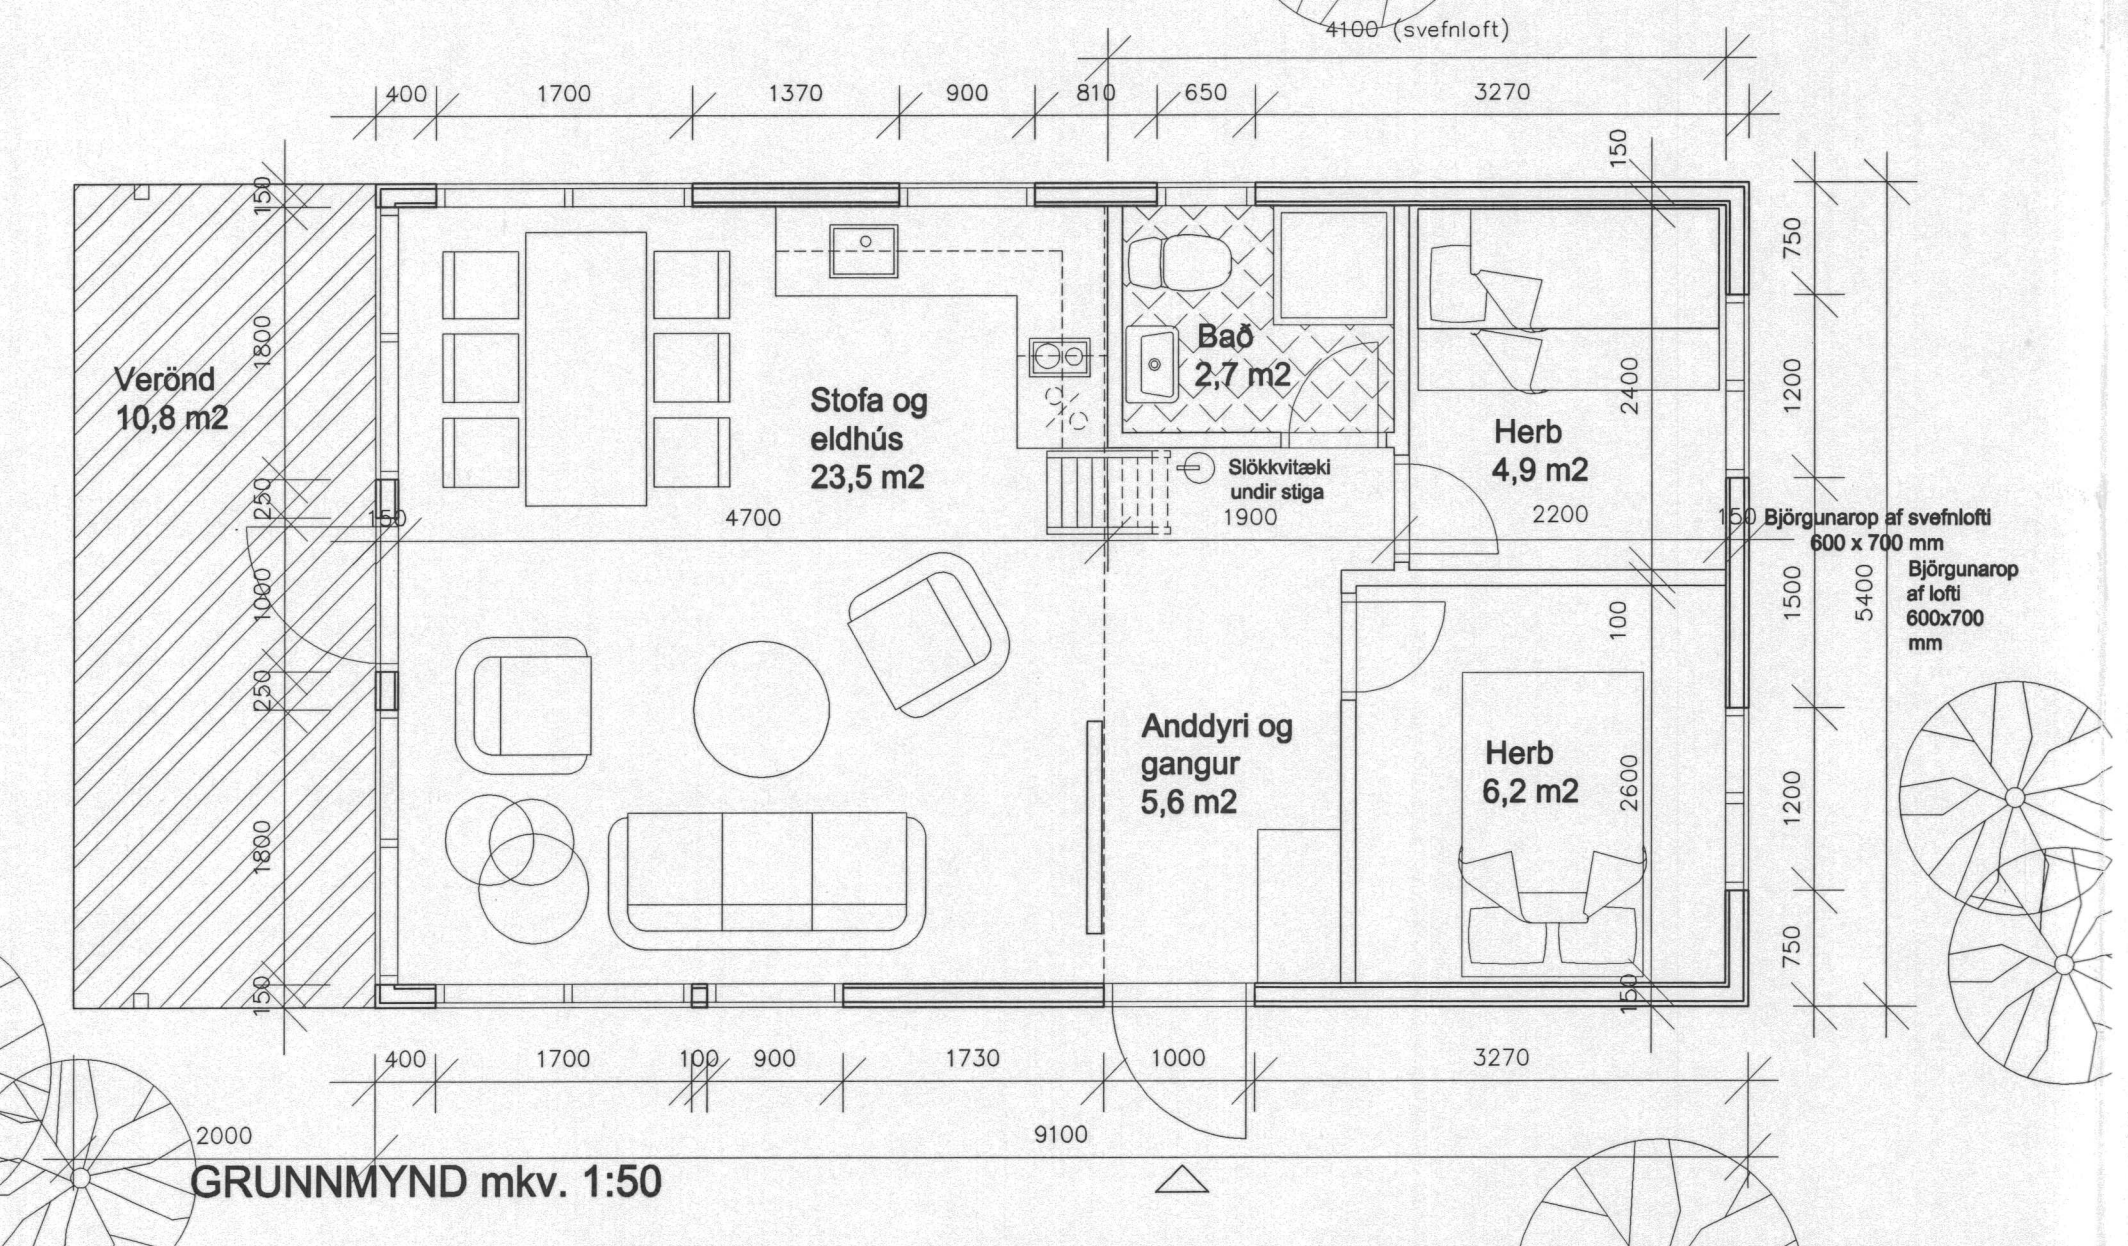 4100 (svefnloft)
400 1700 1370 900 810 650 3270
150
150
750
1800
Verönd
10,8 m2
Stofa og
eldhús
23,5 m2
Bað
2,7 m2
2400
1200
Herb
4,9 m2
Slökkvitæki
undir stiga
250
150 4700 1900 2200 150
Björgunarop af svefnlofti
600 x 700 mm
Björgunarop
af lofti
600x700
mm
1000
100
1500
5400
250
Anddyri og
gangur
5,6 m2
Herb
6,2 m2
2600
1200
1800
750
150
150
400 1700 100 900 1730 1000 3270
2000 9100
GRUNNMYND mkv. 1:50